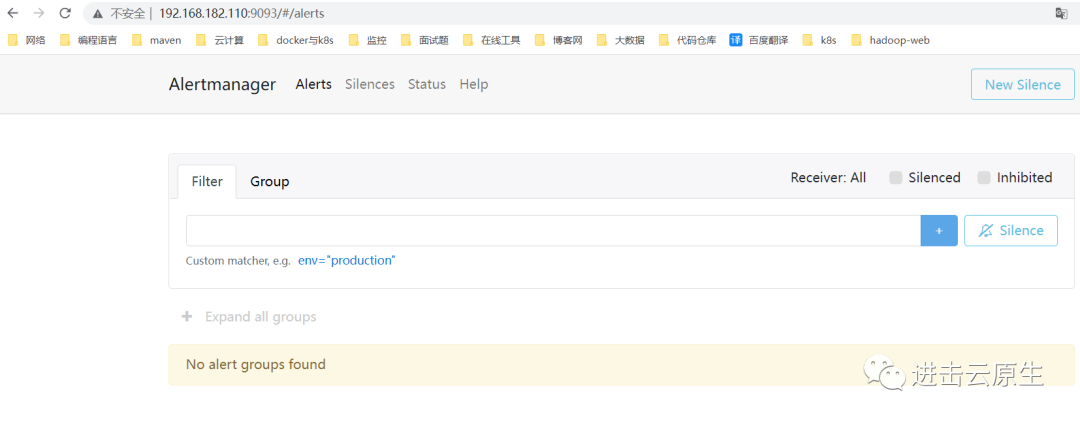 不安全 | 192.168.182.110:9093/#/alerts
网络 编程语言 maven 云计算 docker与k8s 监控 面试题 在线工具 博客网 大数据 代码仓库 译 百度翻译 k8s hadoop-web
Alertmanager Alerts Silences Status Help New Silence
Filter Group Receiver: All Silenced Inhibited
+ Silence
Custom matcher, e.g. env="production"
+ Expand all groups
No alert groups found
进击云原生